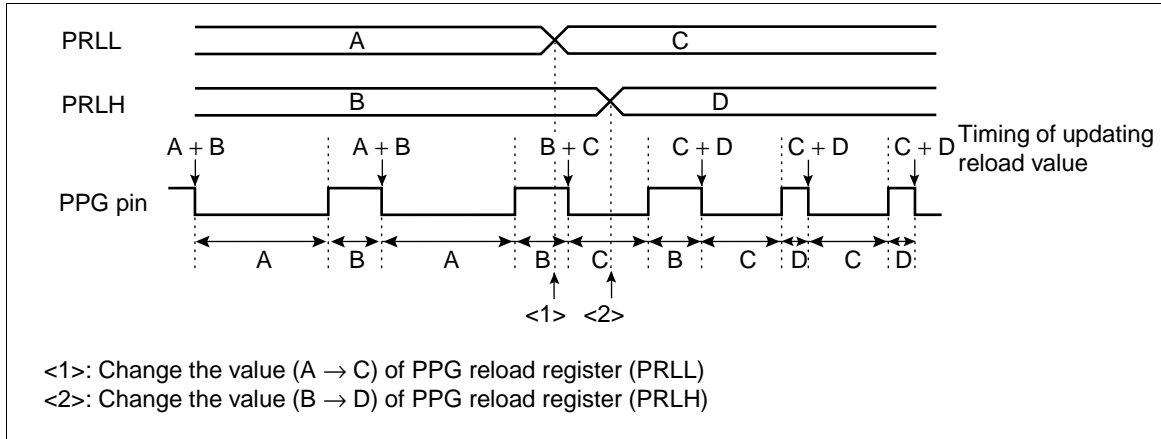 PRLL A C
PRLH B D
A + B A + B B + C C + D C + D C + D Timing of updating
reload value
PPG pin
A B A B C B C D C D
<1> <2>
<1>: Change the value (A → C) of PPG reload register (PRLL)
<2>: Change the value (B → D) of PPG reload register (PRLH)